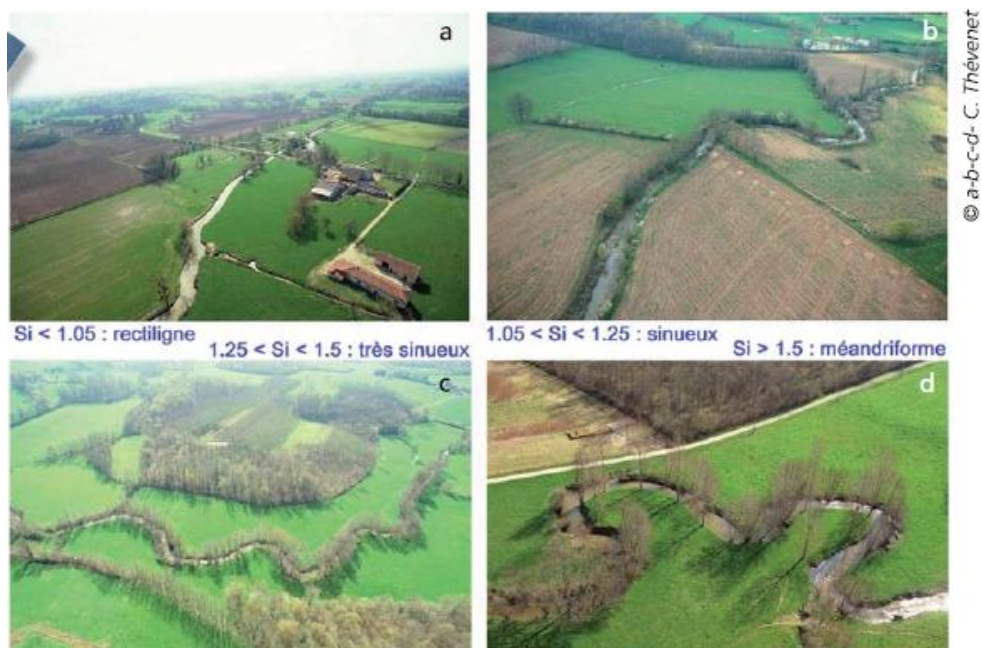 a
b
Si < 1.05 : rectiligne
1.05 < Si < 1.25 : sinueux
1.25 < Si < 1.5 : très sinueux
Si > 1.5 : méandriforme
c
d
© a-b-c-d- C. Thévenet